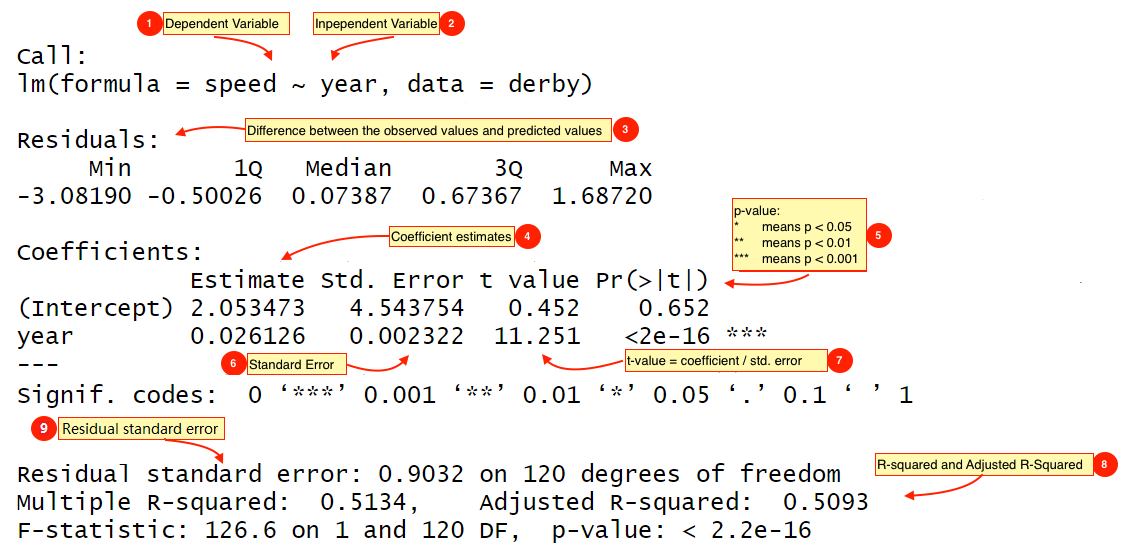 1 Dependent Variable Inpependent Variable 2
Call:
lm(formula = speed ~ year, data = derby)
Difference between the observed values and predicted values 3
Residuals:
Min 1Q Median 3Q Max
-3.08190 -0.50026 0.07387 0.67367 1.68720
p-value:
* means p < 0.05
** means p < 0.01
*** means p < 0.001
5
Coefficient estimates 4
Coefficients:
Estimate Std. Error t value Pr(>|t|)
(Intercept) 2.053473 4.543754 0.452 0.652
year 0.026126 0.002322 11.251 <2e-16 ***
---
6 Standard Error
t-value = coefficient / std. error 7
Signif. codes: 0 ‘***’ 0.001 ‘**’ 0.01 ‘*’ 0.05 ‘.’ 0.1 ‘ ’ 1
9 Residual standard error
Residual standard error: 0.9032 on 120 degrees of freedom
R-squared and Adjusted R-Squared 8
Multiple R-squared: 0.5134, Adjusted R-squared: 0.5093
F-statistic: 126.6 on 1 and 120 DF, p-value: < 2.2e-16